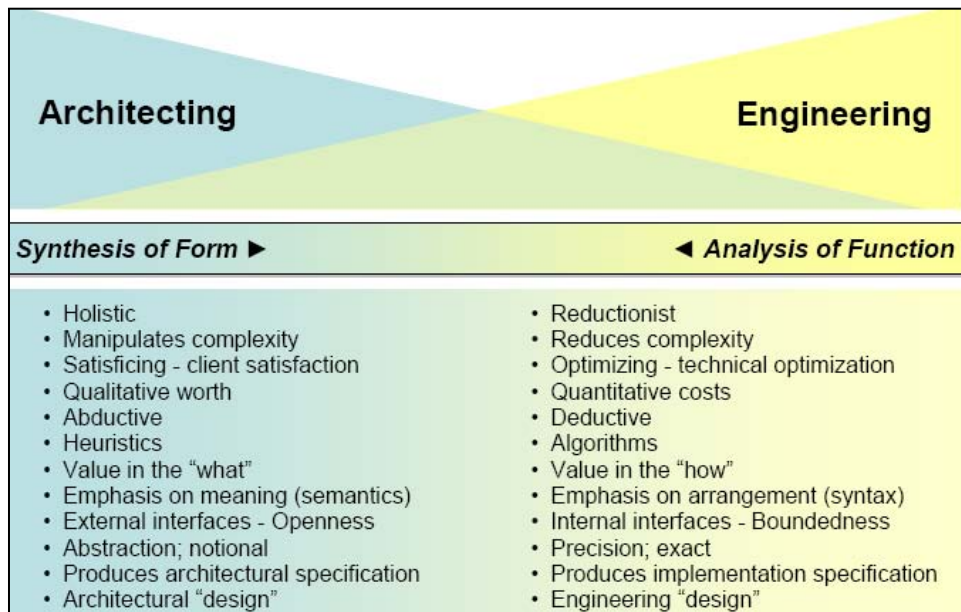 Architecting
Engineering
Synthesis of Form ►
◄ Analysis of Function
• Holistic
• Manipulates complexity
• Satisficing - client satisfaction
• Qualitative worth
• Abductive
• Heuristics
• Value in the “what”
• Emphasis on meaning (semantics)
• External interfaces - Openness
• Abstraction; notional
• Produces architectural specification
• Architectural “design”
• Reductionist
• Reduces complexity
• Optimizing - technical optimization
• Quantitative costs
• Deductive
• Algorithms
• Value in the “how”
• Emphasis on arrangement (syntax)
• Internal interfaces - Boundedness
• Precision; exact
• Produces implementation specification
• Engineering “design”